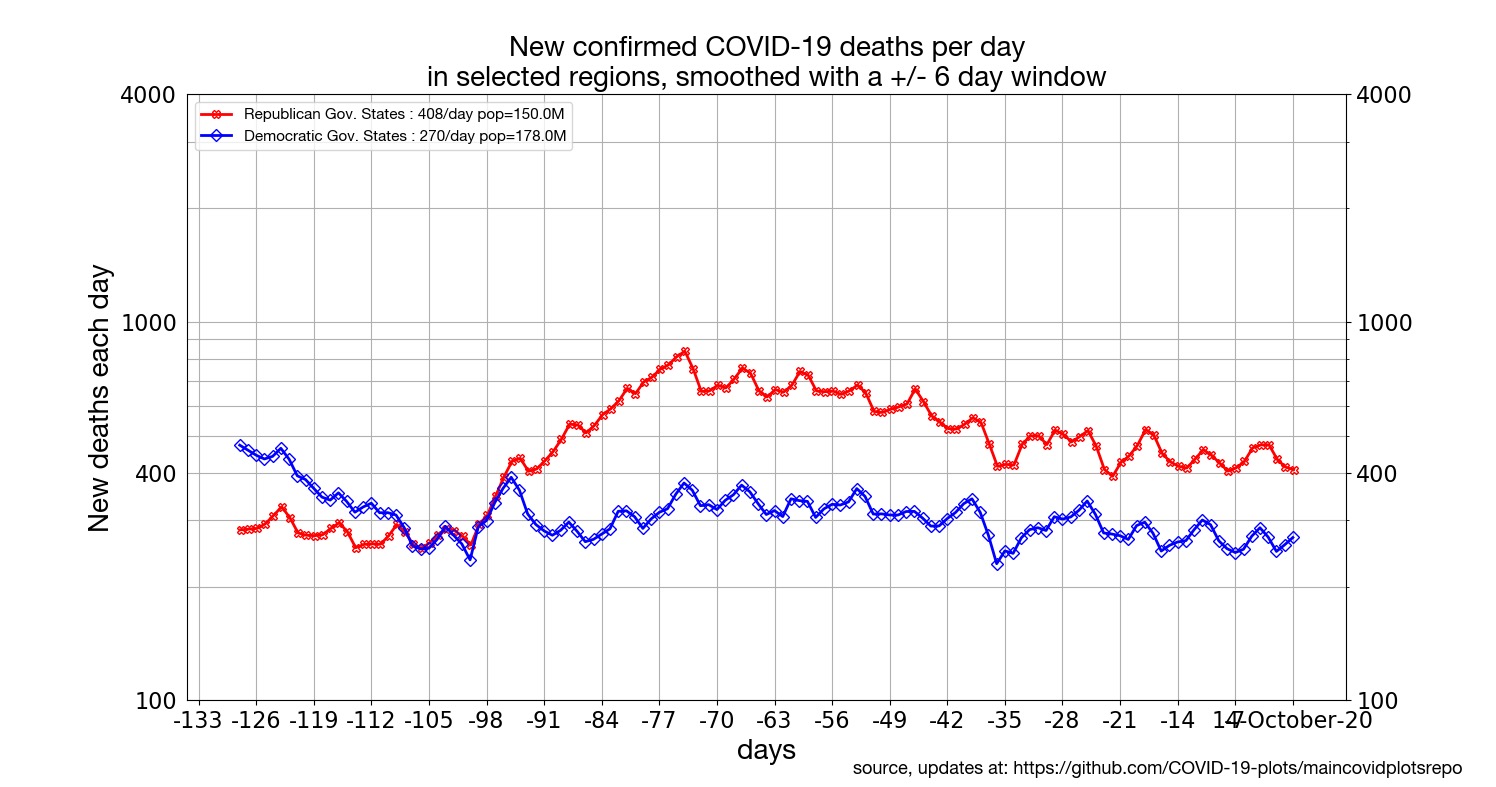 New confirmed COVID-19 deaths per day
in selected regions, smoothed with a +/- 6 day window
4000
4000
Republican Gov. States : 408/day pop=150.0M
Democratic Gov. States : 270/day pop=178.0M
New deaths each day
1000
1000
400
400
100
100
-133 -126 -119 -112 -105 -98 -91 -84 -77 -70 -63 -56 -49 -42 -35 -28 -21 -14 October-20
days
source, updates at: https://github.com/COVID-19-plots/maincovidplotsrepo